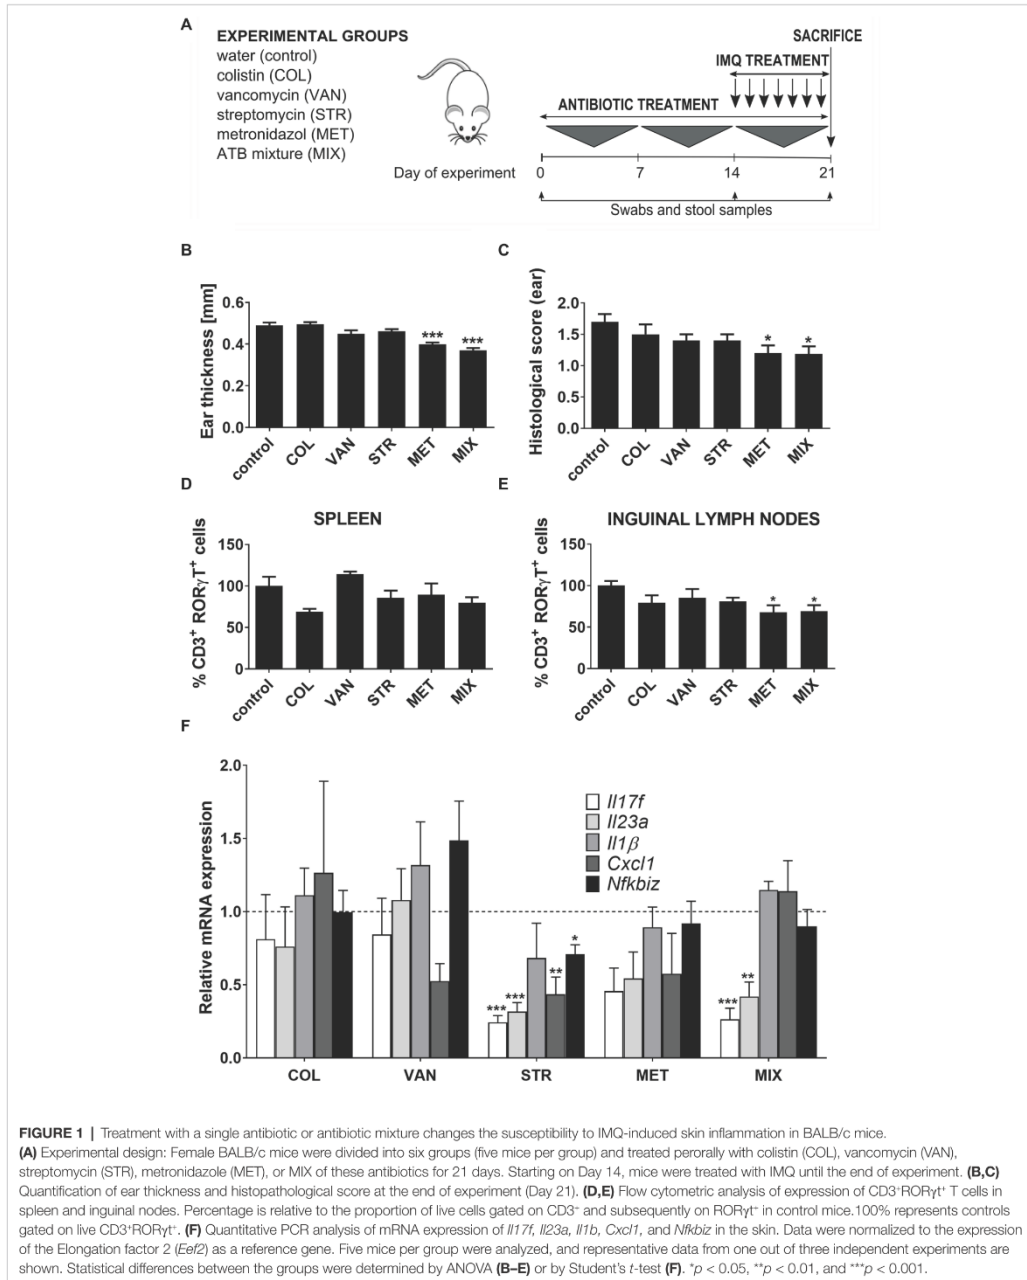 A
EXPERIMENTAL GROUPS
water (control)
colistin (COL)
vancomycin (VAN)
streptomycin (STR)
metronidazol (MET)
ATB mixture (MIX)
SACRIFICE
IMQ TREATMENT
ANTIBIOTIC TREATMENT
Day of experiment
0 7 14 21
Swabs and stool samples
B
Ear thickness [mm]
0.6
0.4
0.2
0.0
*** ***
control COL VAN STR MET MIX
C
Histological score (ear)
2.0
1.5
1.0
0.5
0.0
* *
control COL VAN STR MET MIX
D
SPLEEN
% CD3⁺ RORγT⁺ cells
150
100
50
0
control COL VAN STR MET MIX
E
INGUINAL LYMPH NODES
% CD3⁺ RORγT⁺ cells
150
100
50
0
* *
control COL VAN STR MET MIX
F
Relative mRNA expression
2.0
1.5
1.0
0.5
0.0
Il17f
Il23a
Il1β
Cxcl1
Nfkbiz
*** *** ** * *** **
COL VAN STR MET MIX
FIGURE 1 | Treatment with a single antibiotic or antibiotic mixture changes the susceptibility to IMQ-induced skin inflammation in BALB/c mice.
(A) Experimental design: Female BALB/c mice were divided into six groups (five mice per group) and treated perorally with colistin (COL), vancomycin (VAN),
streptomycin (STR), metronidazole (MET), or MIX of these antibiotics for 21 days. Starting on Day 14, mice were treated with IMQ until the end of experiment. (B,C)
Quantification of ear thickness and histopathological score at the end of experiment (Day 21). (D,E) Flow cytometric analysis of expression of CD3⁺RORγt⁺ T cells in
spleen and inguinal nodes. Percentage is relative to the proportion of live cells gated on CD3⁺ and subsequently on RORγt⁺ in control mice.100% represents controls
gated on live CD3⁺RORγt⁺. (F) Quantitative PCR analysis of mRNA expression of Il17f, Il23a, Il1b, Cxcl1, and Nfkbiz in the skin. Data were normalized to the expression
of the Elongation factor 2 (Eef2) as a reference gene. Five mice per group were analyzed, and representative data from one out of three independent experiments are
shown. Statistical differences between the groups were determined by ANOVA (B–E) or by Student's t-test (F). *p < 0.05, **p < 0.01, and ***p < 0.001.